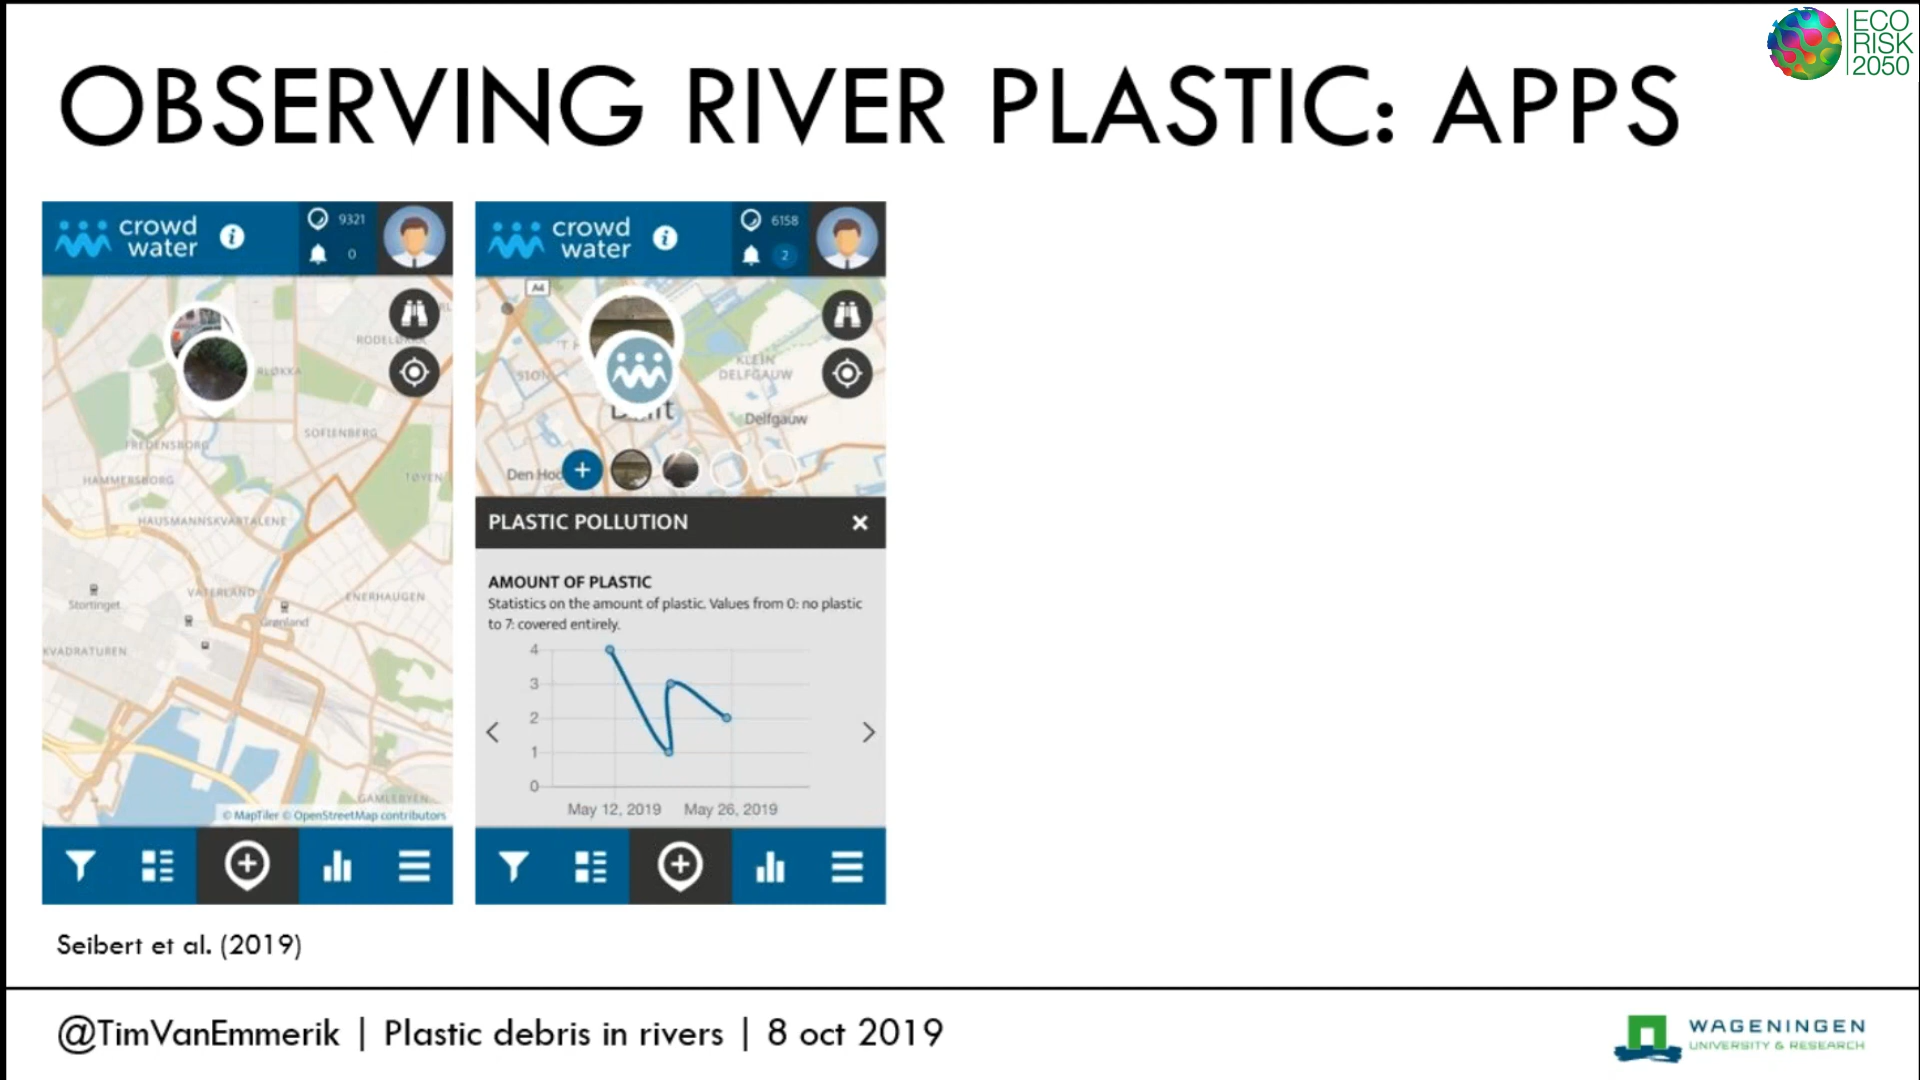 ECO
RISK
2050
OBSERVING RIVER PLASTIC: APPS
crowd
water
i
9321
0
RODELØKKA
RLØKKA
FREDENSBORG
SOFIENBERG
HAMMERSBORG
TØYEN
HAUSMANNSKVARTALENE
VATERLAND
ENERHAUGEN
Stortinget
Grønland
KVADRATUREN
GAMLEBYEN
© MapTiler © OpenStreetMap contributors
crowd
water
i
6158
2
A4
SION
KLEIN
DELFGAUW
Delfgauw
Den Hoo
PLASTIC POLLUTION
AMOUNT OF PLASTIC
Statistics on the amount of plastic. Values from 0: no plastic
to 7: covered entirely.
4
3
2
1
0
May 12, 2019 May 26, 2019
Seibert et al. (2019)
@TimVanEmmerik | Plastic debris in rivers | 8 oct 2019
WAGENINGEN
UNIVERSITY & RESEARCH